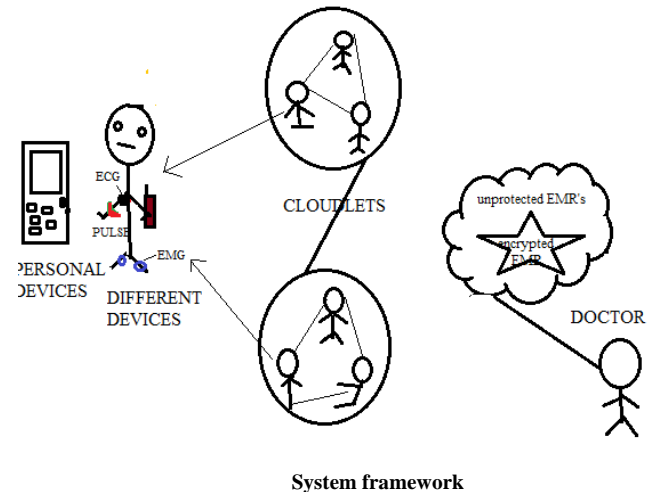 ECG
PULSE
EMG
PERSONAL
DEVICES
DIFFERENT
DEVICES
CLOUDLETS
unprotected EMR's
encrypted
EMR
DOCTOR
System framework